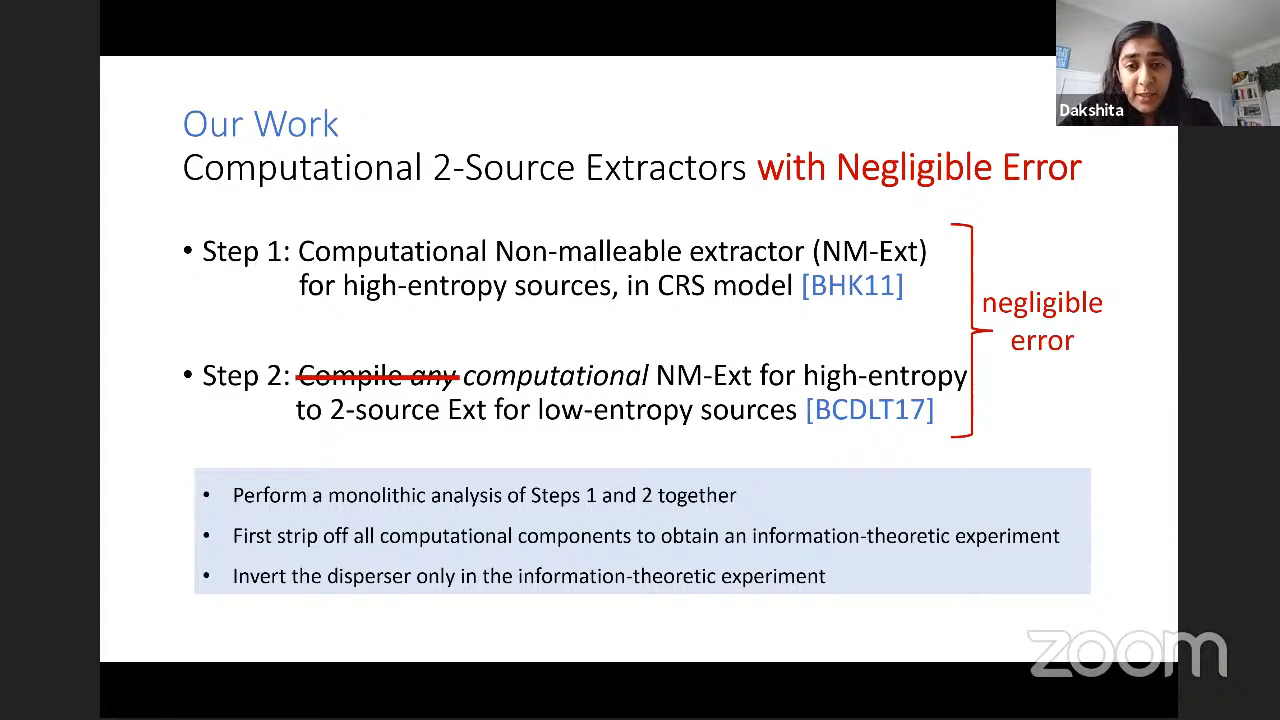 Dakshita
Our Work
Computational 2-Source Extractors with Negligible Error
• Step 1: Computational Non-malleable extractor (NM-Ext)
for high-entropy sources, in CRS model [BHK11]
negligible
error
• Step 2: Compile any computational NM-Ext for high-entropy
to 2-source Ext for low-entropy sources [BCDLT17]
• Perform a monolithic analysis of Steps 1 and 2 together
• First strip off all computational components to obtain an information-theoretic experiment
• Invert the disperser only in the information-theoretic experiment
zoom